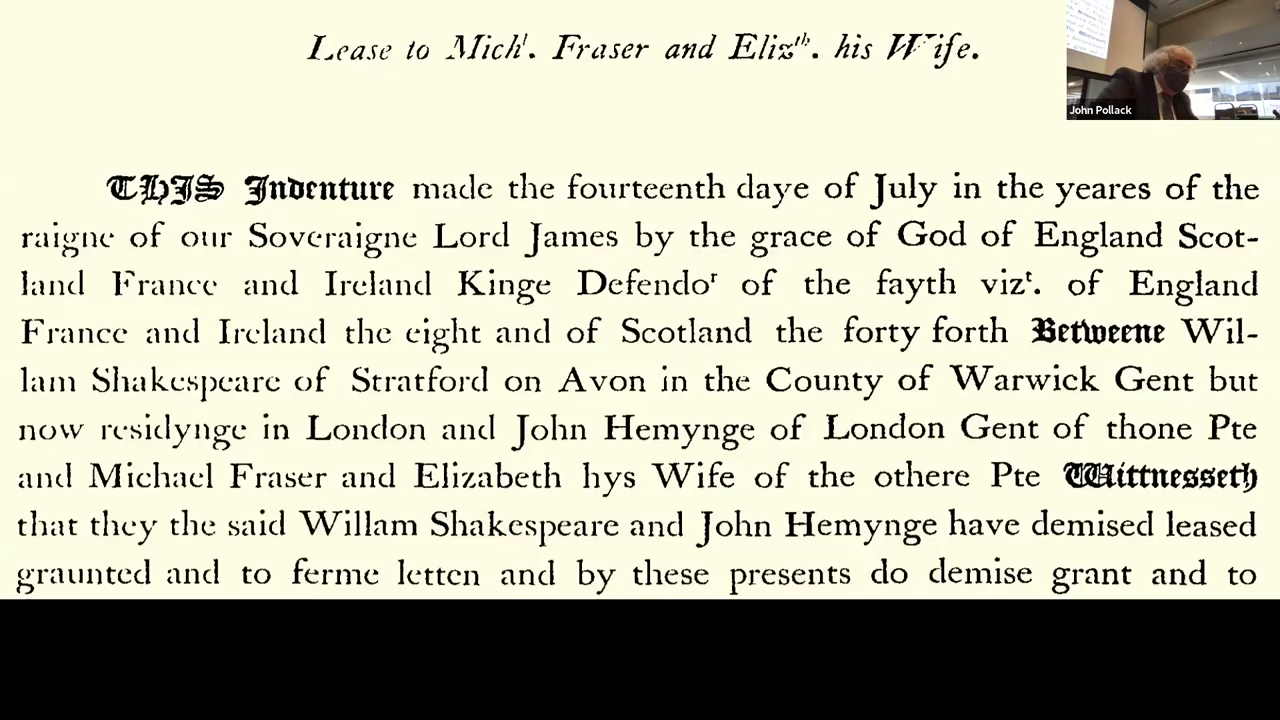 Lease to Michˡ. Fraser and Elizᵗʰ. his Wife.
John Pollack
THIS Indenture made the fourteenth daye of July in the yeares of the
raigne of our Soveraigne Lord James by the grace of God of England Scot-
land France and Ireland Kinge Defendoʳ of the fayth vizᵗ. of England
France and Ireland the eight and of Scotland the forty forth Betweene Wil-
lam Shakespeare of Stratford on Avon in the County of Warwick Gent but
now residynge in London and John Hemynge of London Gent of thone Pte
and Michael Fraser and Elizabeth hys Wife of the othere Pte Wittnesseth
that they the said Willam Shakespeare and John Hemynge have demised leased
graunted and to ferme letten and by these presents do demise grant and to